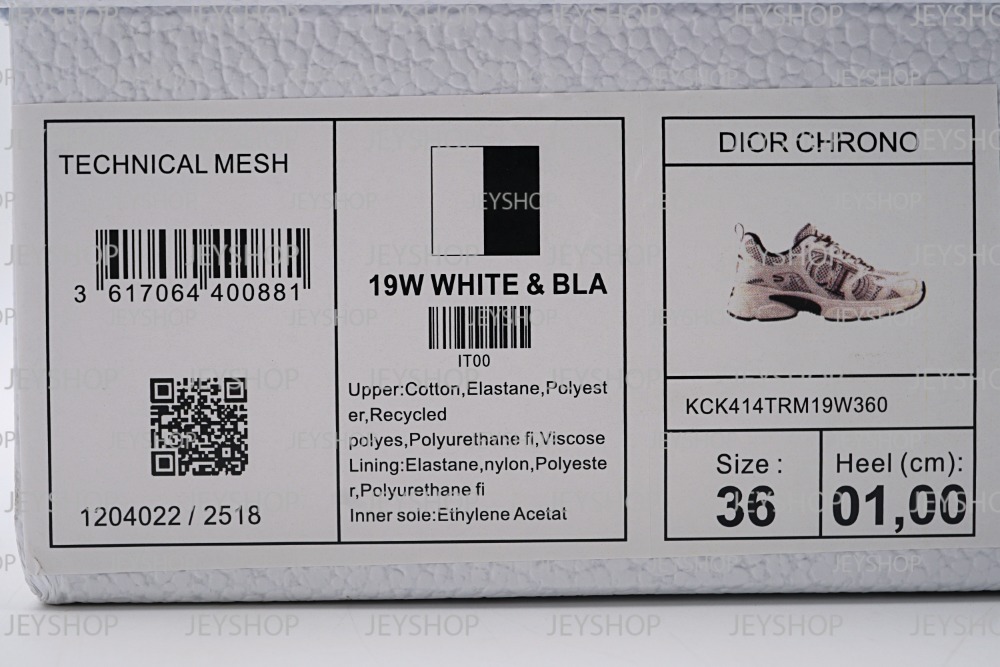 TECHNICAL MESH
3 617064 400881
1204022 / 2518
19W WHITE & BLA
IT00
Upper:Cotton,Elastane,Polyest
er,Recycled
polyes,Polyurethane fi,Viscose
Lining:Elastane,nylon,Polyeste
r,Polyurethane fi
Inner sole:Ethylene Acetat
DIOR CHRONO
KCK414TRM19W360
Size :
36
Heel (cm):
01,00
JEYSHOP